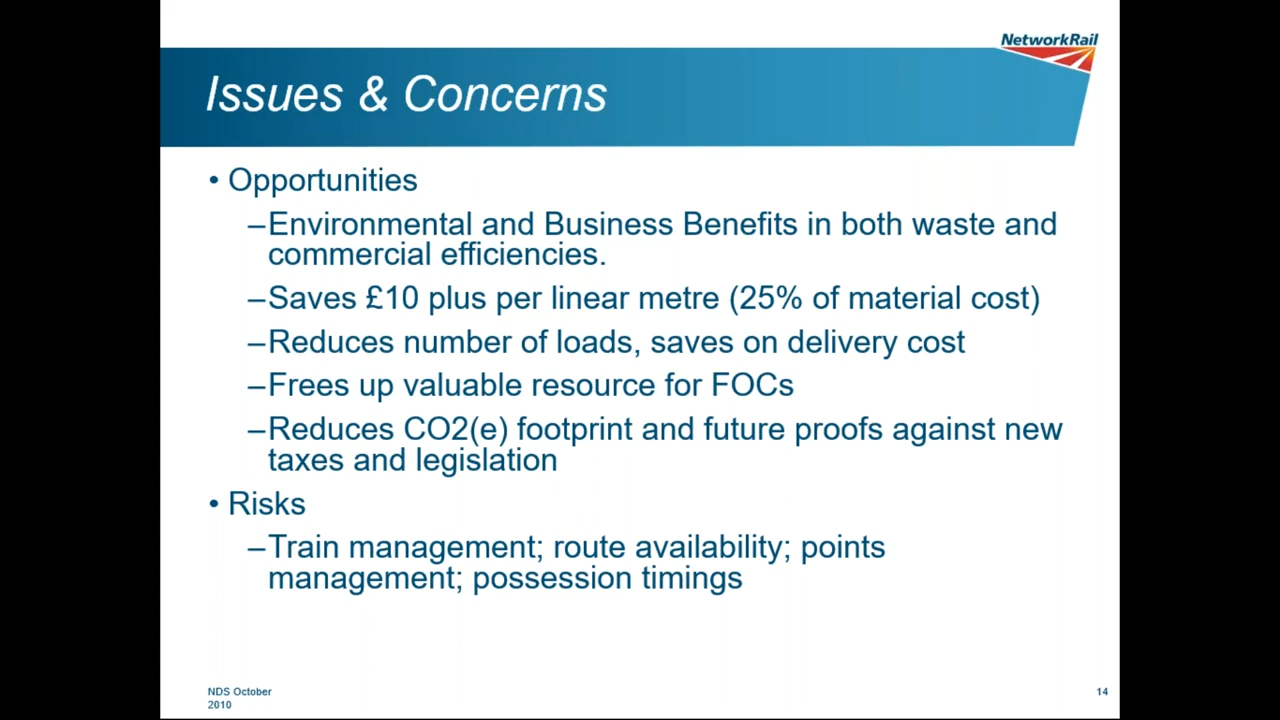 NetworkRail
Issues & Concerns
• Opportunities
–Environmental and Business Benefits in both waste and
commercial efficiencies.
–Saves £10 plus per linear metre (25% of material cost)
–Reduces number of loads, saves on delivery cost
–Frees up valuable resource for FOCs
–Reduces CO2(e) footprint and future proofs against new
taxes and legislation
• Risks
–Train management; route availability; points
management; possession timings
NDS October
2010
14